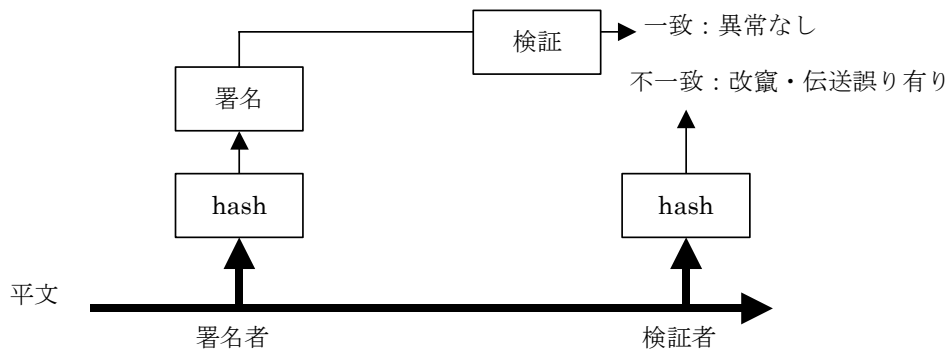 検証
一致：異常なし
署名
不一致：改竄・伝送誤り有り
hash
hash
平文
署名者
検証者